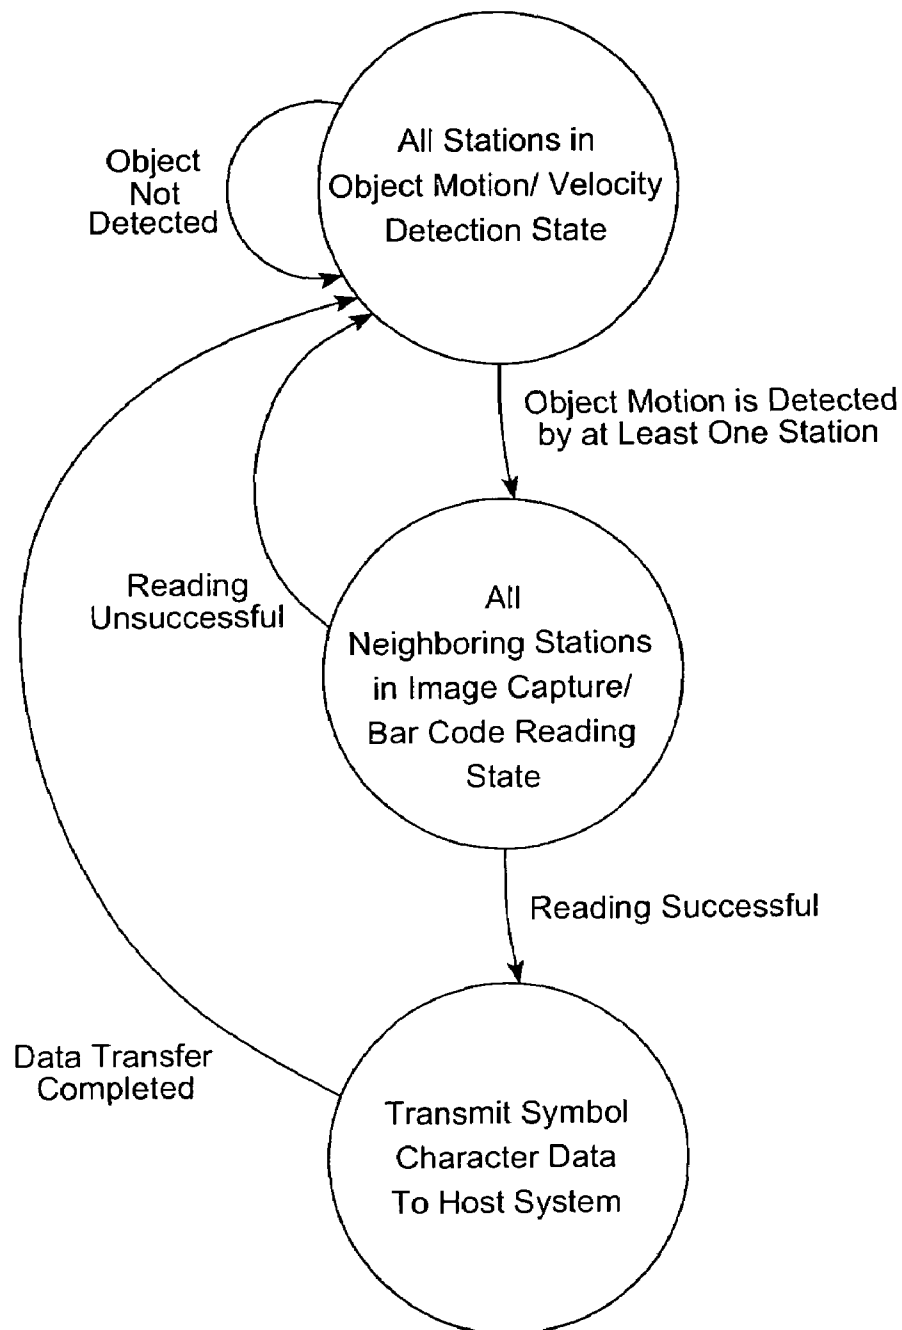 All Stations in
Object Motion/ Velocity
Detection State
Object
Not
Detected
Object Motion is Detected
by at Least One Station
Reading
Unsuccessful
All
Neighboring Stations
in Image Capture/
Bar Code Reading
State
Reading Successful
Data Transfer
Completed
Transmit Symbol
Character Data
To Host System